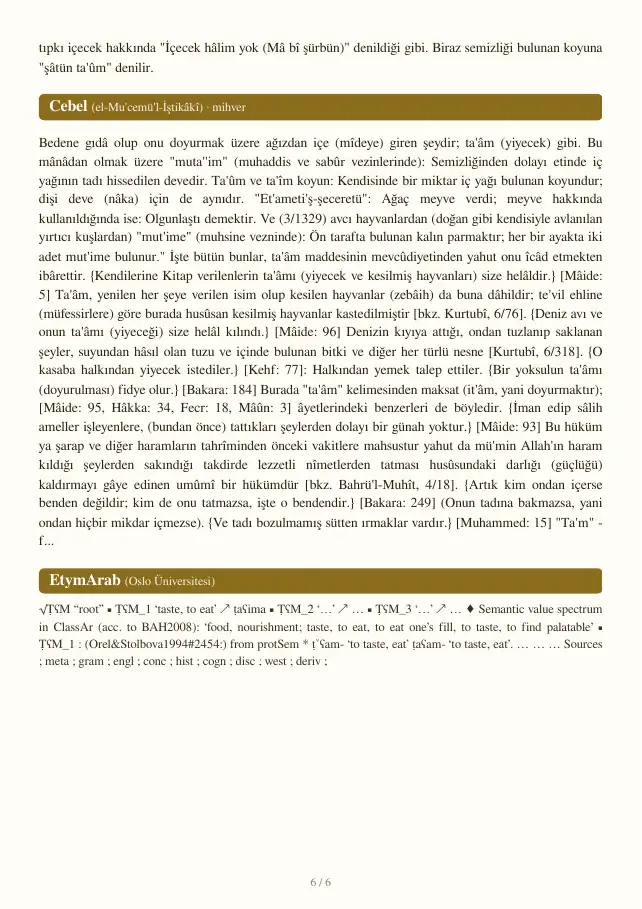 tıpkı içecek hakkında "İçecek hâlim yok (Mâ bî şürbün)" denildiği gibi. Biraz semizliği bulunan koyuna
"şâtün ta'ûm" denilir.
Cebel (el-Mu'cemü'l-İştikâkî) · mihver
Bedene gıdâ olup onu doyurmak üzere ağızdan içe (mîdeye) giren şeydir; ta'âm (yiyecek) gibi. Bu
mânâdan olmak üzere "muta''im" (muhaddis ve sabûr vezinlerinde): Semizliğinden dolayı etinde iç
yağının tadı hissedilen devedir. Ta'ûm ve ta'îm koyun: Kendisinde bir miktar iç yağı bulunan koyundur;
dişi deve (nâka) için de aynıdır. "Et'ameti'ş-şeceretü": Ağaç meyve verdi; meyve hakkında
kullanıldığında ise: Olgunlaştı demektir. Ve (3/1329) avcı hayvanlardan (doğan gibi kendisiyle avlanılan
yırtıcı kuşlardan) "mut'ime" (muhsine vezninde): Ön tarafta bulunan kalın parmaktır; her bir ayakta iki
adet mut'ime bulunur." İşte bütün bunlar, ta'âm maddesinin mevcûdiyetinden yahut onu îcâd etmekten
ibârettir. {Kendilerine Kitap verilenlerin ta'âmı (yiyecek ve kesilmiş hayvanları) size helâldir.} [Mâide:
5] Ta'âm, yenilen her şeye verilen isim olup kesilen hayvanlar (zebâih) da buna dâhildir; te'vil ehline
(müfessirlere) göre burada husûsan kesilmiş hayvanlar kastedilmiştir [bkz. Kurtubî, 6/76]. {Deniz avı ve
onun ta'âmı (yiyeceği) size helâl kılındı.} [Mâide: 96] Denizin kıyıya attığı, ondan tuzlanıp saklanan
şeyler, suyundan hâsıl olan tuzu ve içinde bulunan bitki ve diğer her türlü nesne [Kurtubî, 6/318]. {O
kasaba halkından yiyecek istediler.} [Kehf: 77]: Halkından yemek talep ettiler. {Bir yoksulun ta'âmı
(doyurulması) fidye olur.} [Bakara: 184] Burada "ta'âm" kelimesinden maksat (it'âm, yani doyurmaktır);
[Mâide: 95, Hâkka: 34, Fecr: 18, Mâûn: 3] âyetlerindeki benzerleri de böyledir. {İman edip sâlih
ameller işleyenlere, (bundan önce) tattıkları şeylerden dolayı bir günah yoktur.} [Mâide: 93] Bu hüküm
ya şarap ve diğer haramların tahrîminden önceki vakitlere mahsustur yahut da mü'min Allah'ın haram
kıldığı şeylerden sakındığı takdirde lezzetli nîmetlerden tatması husûsundaki darlığı (güçlüğü)
kaldırmayı gâye edinen umûmî bir hükümdür [bkz. Bahrü'l-Muhît, 4/18]. {Artık kim ondan içerse
benden değildir; kim de onu tatmazsa, işte o bendendir.} [Bakara: 249] (Onun tadına bakmazsa, yani
ondan hiçbir mikdar içmezse). {Ve tadı bozulmamış sütten ırmaklar vardır.} [Muhammed: 15] "Ta'm" -
f...
EtymArab (Oslo Üniversitesi)
√ṬʕM “root” ▪ ṬʕM_1 ‘taste, to eat’ ↗ ṭaʕima ▪ ṬʕM_2 ‘…’ ↗ … ▪ ṬʕM_3 ‘…’ ↗ … ♦ Semantic value spectrum
in ClassAr (acc. to BAH2008): ‘food, nourishment; taste, to eat, to eat one’s fill, to taste, to find palatable’ ▪
ṬʕM_1 : (Orel&Stolbova1994#2454:) from protSem * ṭˇʕam- ‘to taste, eat’ ṭaʕam- ‘to taste, eat’. … … … Sources
; meta ; gram ; engl ; conc ; hist ; cogn ; disc ; west ; deriv ;
6 / 6